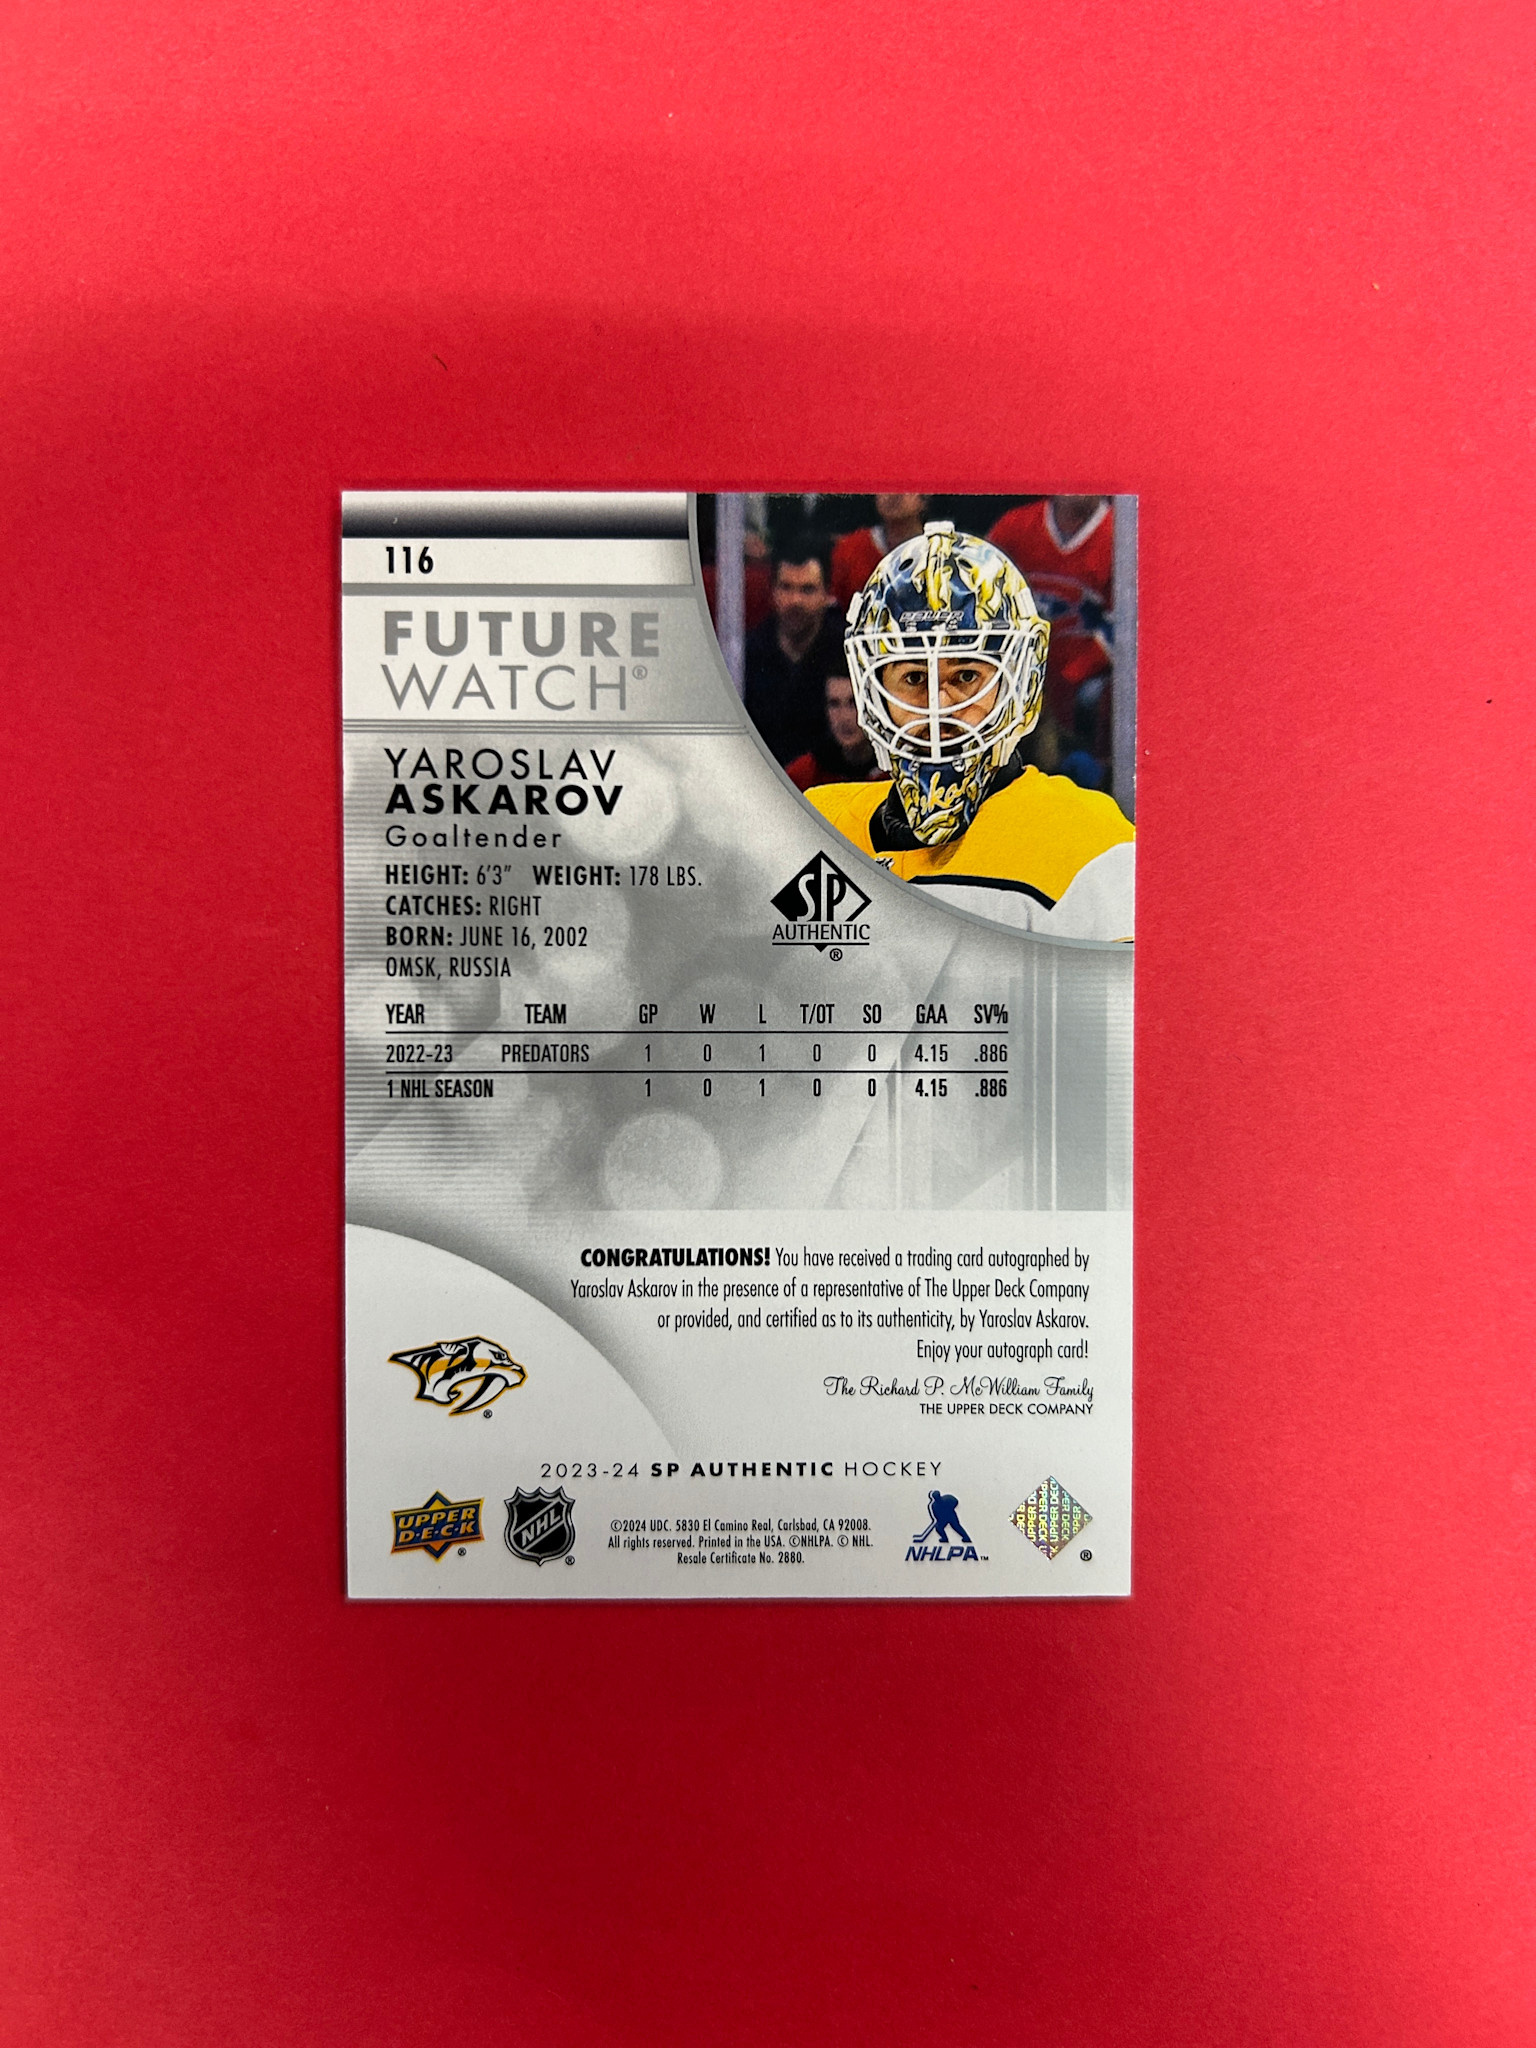 116
FUTURE
WATCH®
YAROSLAV
ASKAROV
Goaltender
HEIGHT: 6'3" WEIGHT: 178 LBS.
CATCHES: RIGHT
BORN: JUNE 16, 2002
OMSK, RUSSIA
BAUER
SP
AUTHENTIC
®
YEAR TEAM GP W L T/OT SO GAA SV%
2022-23 PREDATORS 1 0 1 0 0 4.15 .886
1 NHL SEASON 1 0 1 0 0 4.15 .886
CONGRATULATIONS! You have received a trading card autographed by
Yaroslav Askarov in the presence of a representative of The Upper Deck Company
or provided, and certified as to its authenticity, by Yaroslav Askarov.
Enjoy your autograph card!
The Richard P. McWilliam Family
THE UPPER DECK COMPANY
®
2023-24 SP AUTHENTIC HOCKEY
UPPER
D·E·C·K
®
NHL
®
©2024 UDC. 5830 El Camino Real, Carlsbad, CA 92008.
All rights reserved. Printed in the USA. ©NHLPA. © NHL.
Resale Certificate No. 2880.
NHLPA™
UPPER DECK
®